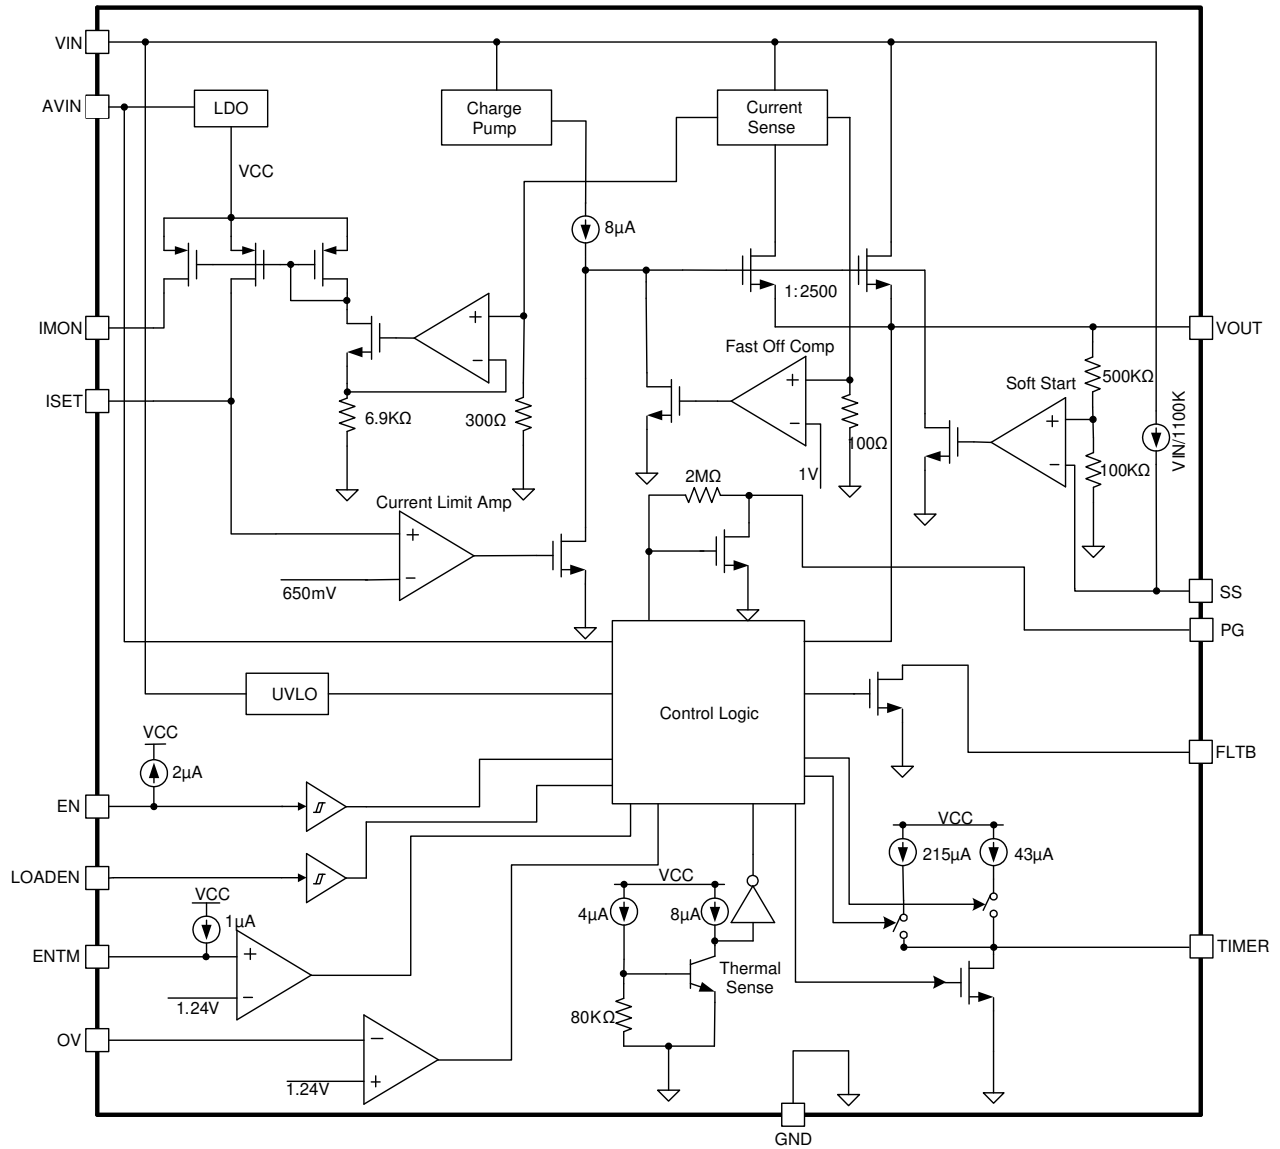 VIN
AVIN
LDO
Charge
Pump
Current
Sense
VCC
8µA
1:2500
IMON
VOUT
Fast Off Comp
Soft Start
500KΩ
VIN/1100K
ISET
6.9KΩ
300Ω
100Ω
100KΩ
1V
2MΩ
Current Limit Amp
650mV
SS
PG
UVLO
Control Logic
VCC
2µA
FLTB
EN
LOADEN
VCC
215µA
43µA
VCC
1µA
VCC
4µA
8µA
ENTM
1.24V
Thermal
Sense
TIMER
80KΩ
OV
1.24V
GND
+
−
+
−
+
−
+
−
+
−
−
+